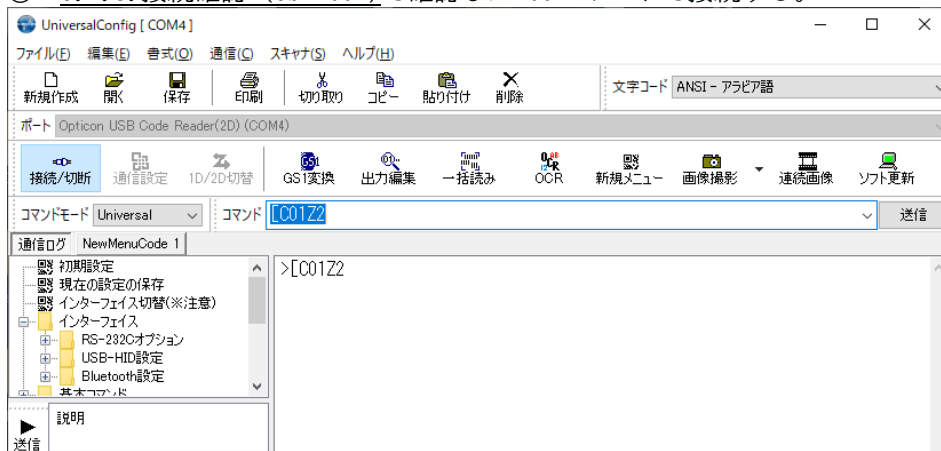 UniversalConfig [ COM4 ]
ファイル(F) 編集(E) 書式(O) 通信(C) スキャナ(S) ヘルプ(H)
新規作成 開く 保存 印刷 切り取り コピー 貼り付け 削除 文字コード ANSI - アラビア語
ポート Opticon USB Code Reader(2D) (COM4)
接続/切断 通信設定 1D/2D切替 GS1変換 出力編集 一括読み OCR 新規メニュー 画像撮影 連続画像 ソフト更新
コマンドモード Universal コマンド [C01Z2 送信
通信ログ NewMenuCode 1
初期設定 >[C01Z2
現在の設定の保存
インターフェイス切替(※注意)
インターフェイス
RS-232Cオプション
USB-HID設定
Bluetooth設定
基本コマンド
説明
送信